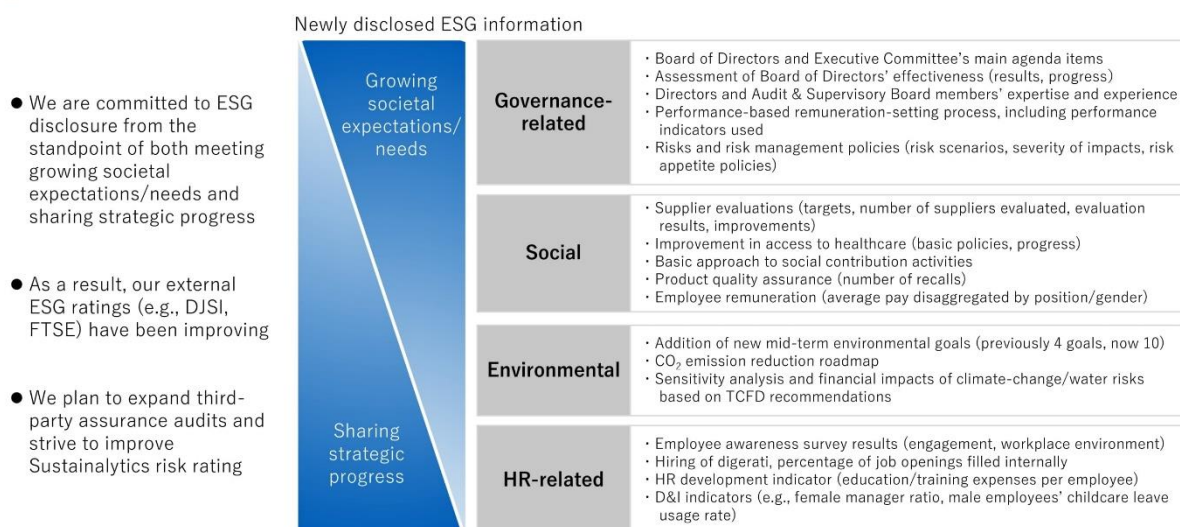 Newly disclosed ESG information
● We are committed to ESG
disclosure from the
standpoint of both meeting
growing societal
expectations/needs and
sharing strategic progress
● As a result, our external
ESG ratings (e.g., DJSI,
FTSE) have been improving
● We plan to expand third-
party assurance audits and
strive to improve
Sustainalytics risk rating
Growing
societal
expectations/
needs
Sharing
strategic
progress
Governance-
related
・Board of Directors and Executive Committee's main agenda items
・Assessment of Board of Directors' effectiveness (results, progress)
・Directors and Audit & Supervisory Board members' expertise and experience
・Performance-based remuneration-setting process, including performance
indicators used
・Risks and risk management policies (risk scenarios, severity of impacts, risk
appetite policies)
Social
・Supplier evaluations (targets, number of suppliers evaluated, evaluation
results, improvements)
・Improvement in access to healthcare (basic policies, progress)
・Basic approach to social contribution activities
・Product quality assurance (number of recalls)
・Employee remuneration (average pay disaggregated by position/gender)
Environmental
・Addition of new mid-term environmental goals (previously 4 goals, now 10)
・CO₂ emission reduction roadmap
・Sensitivity analysis and financial impacts of climate-change/water risks
based on TCFD recommendations
HR-related
・Employee awareness survey results (engagement, workplace environment)
・Hiring of digerati, percentage of job openings filled internally
・HR development indicator (education/training expenses per employee)
・D&I indicators (e.g., female manager ratio, male employees' childcare leave
usage rate)